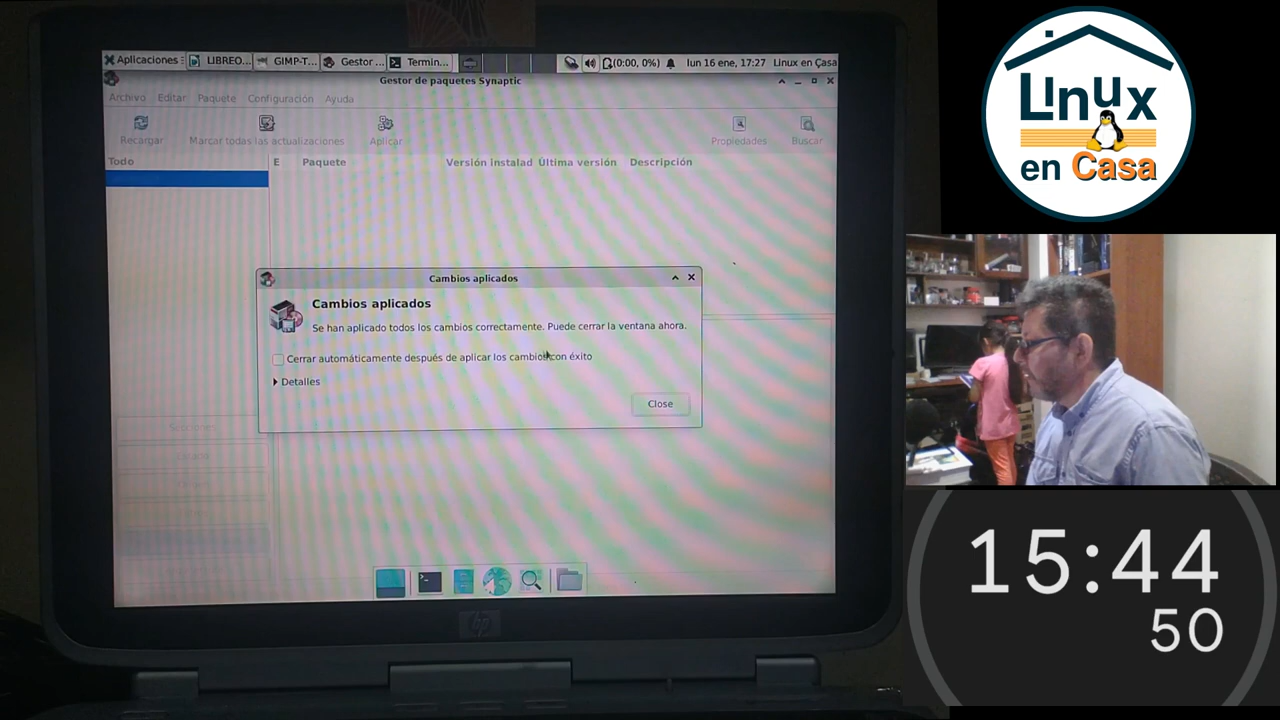 Aplicaciones
LIBREO...
GIMP-T...
Gestor ...
Termin...
(0:00, 0%)
lun 16 ene, 17:27
Linux en Casa
Gestor de paquetes Synaptic
Archivo Editar Paquete Configuración Ayuda
Recargar Marcar todas las actualizaciones Aplicar Propiedades Buscar
Todo
E Paquete Versión instalad Última versión Descripción
Cambios aplicados
Cambios aplicados
Se han aplicado todos los cambios correctamente. Puede cerrar la ventana ahora.
Cerrar automáticamente después de aplicar los cambios con éxito
Detalles
Close
Secciones
hp
Linux
en Casa
15:44
50